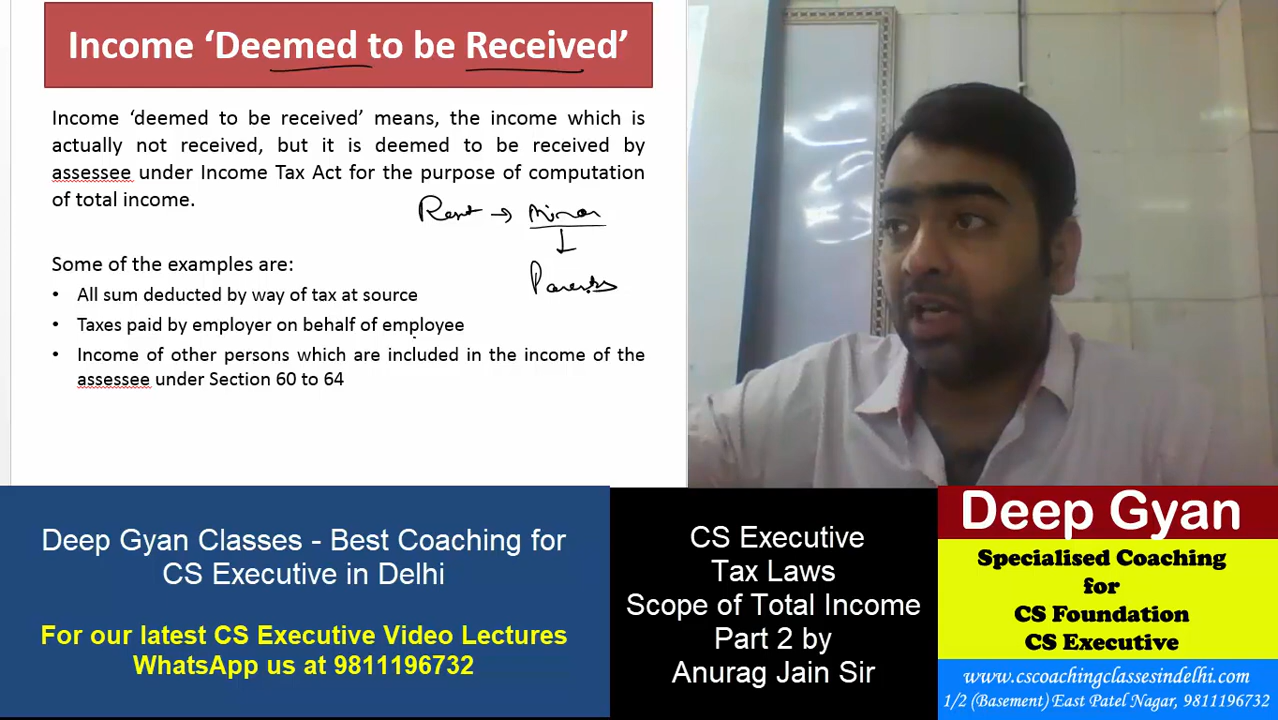 Income ‘Deemed to be Received’
Income ‘deemed to be received’ means, the income which is
actually not received, but it is deemed to be received by
assessee under Income Tax Act for the purpose of computation
of total income.
Rent → Minor
↓
Parents
Some of the examples are:
• All sum deducted by way of tax at source
• Taxes paid by employer on behalf of employee
• Income of other persons which are included in the income of the
assessee under Section 60 to 64
Deep Gyan Classes - Best Coaching for
CS Executive in Delhi
For our latest CS Executive Video Lectures
WhatsApp us at 9811196732
CS Executive
Tax Laws
Scope of Total Income
Part 2 by
Anurag Jain Sir
Deep Gyan
Specialised Coaching
for
CS Foundation
CS Executive
www.cscoachingclassesindelhi.com
1/2 (Basement) East Patel Nagar, 9811196732